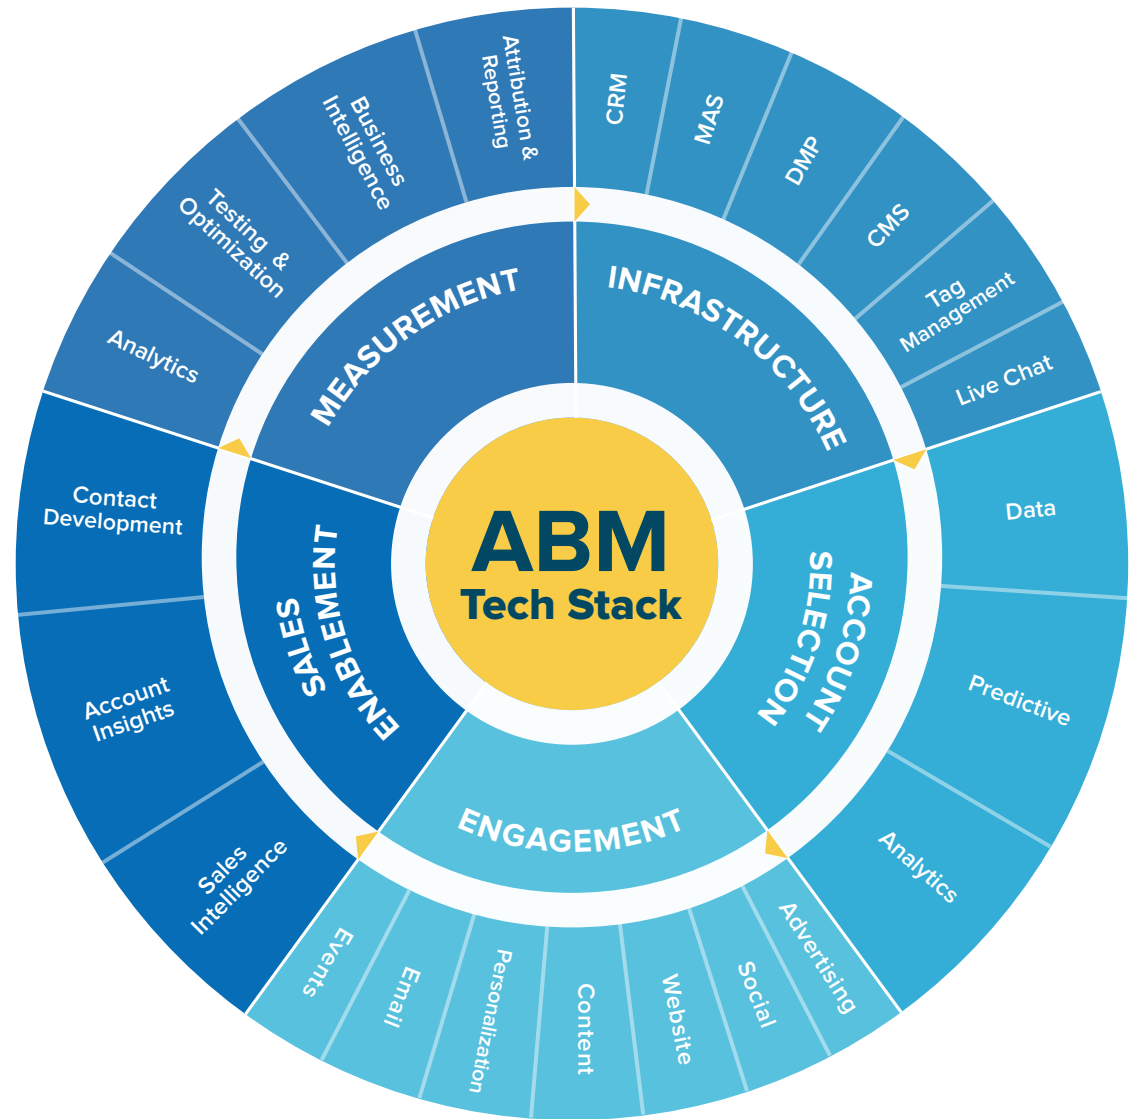 ABM
Tech Stack
INFRASTRUCTURE
CRM
MAS
DMP
CMS
Tag
Management
Live Chat
ACCOUNT
SELECTION
Data
Predictive
Analytics
ENGAGEMENT
Advertising
Social
Website
Content
Personalization
Email
Events
SALES
ENABLEMENT
Sales
Intelligence
Account
Insights
Contact
Development
MEASUREMENT
Analytics
Testing &
Optimization
Business
Intelligence
Attribution &
Reporting